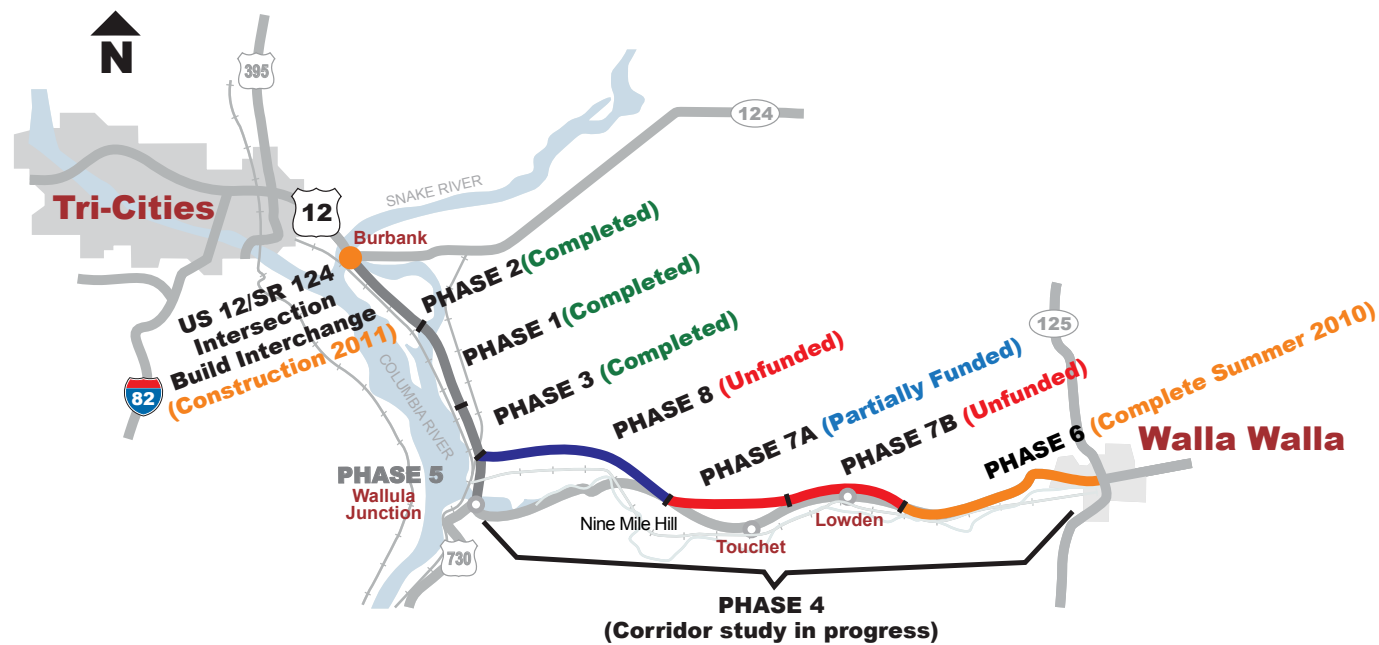 N
395
124
SNAKE RIVER
Tri-Cities
12
Burbank
PHASE 2 (Completed)
US 12/SR 124
Intersection
Build Interchange
(Construction 2011)
PHASE 1 (Completed)
125
82
COLUMBIA RIVER
PHASE 3 (Completed)
PHASE 8 (Unfunded)
PHASE 7A (Partially Funded)
PHASE 7B (Unfunded)
PHASE 6 (Complete Summer 2010)
Walla Walla
PHASE 5
Wallula
Junction
Nine Mile Hill
Lowden
Touchet
730
PHASE 4
(Corridor study in progress)